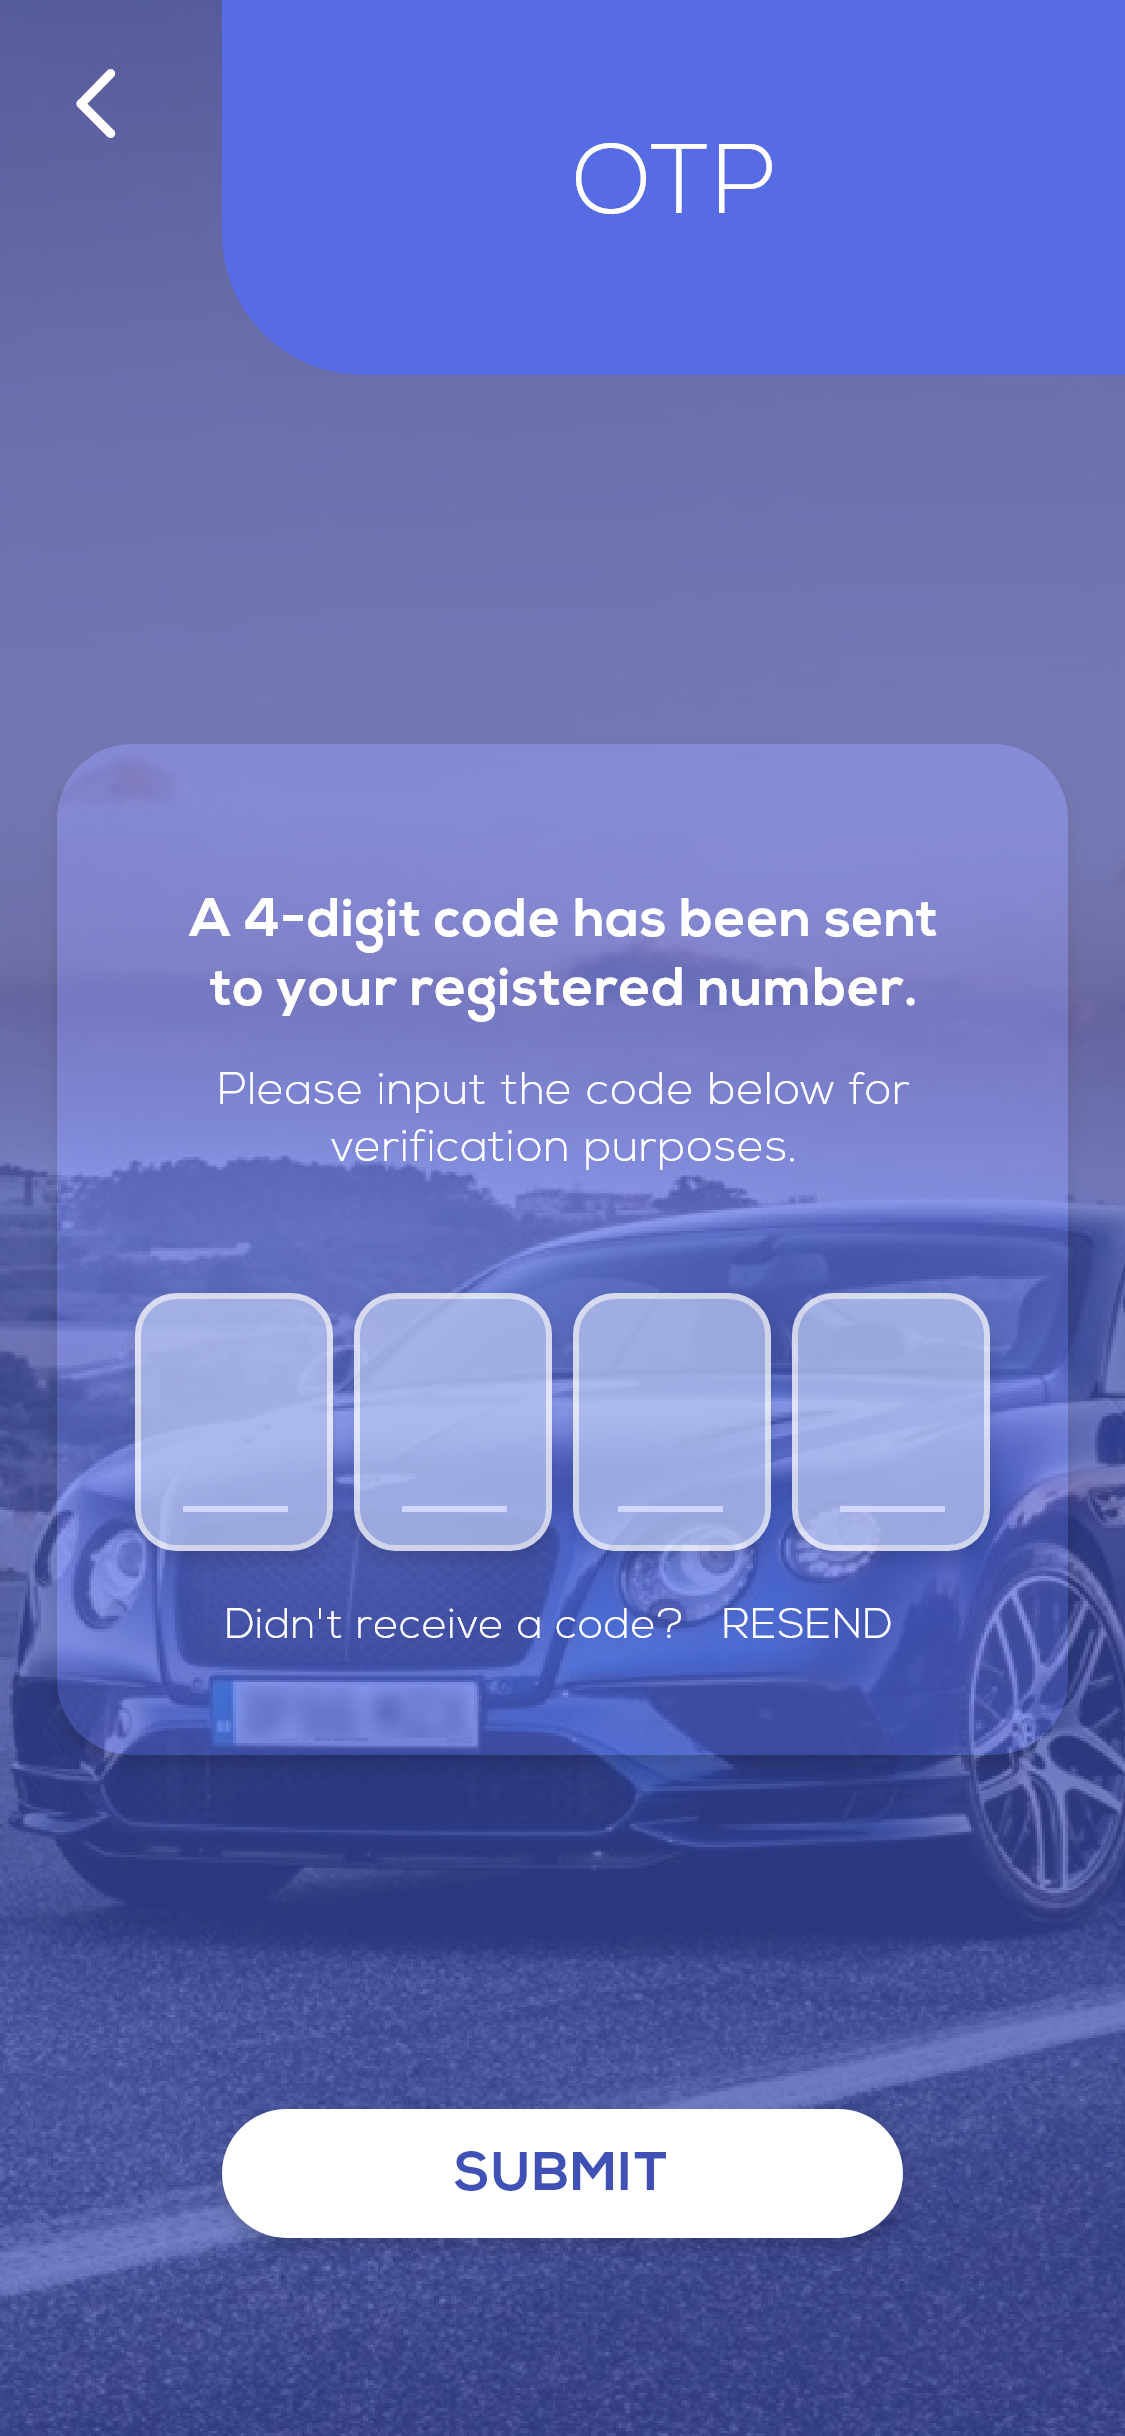 OTP
A 4-digit code has been sent
to your registered number.
Please input the code below for
verification purposes.
Didn't receive a code? RESEND
SUBMIT